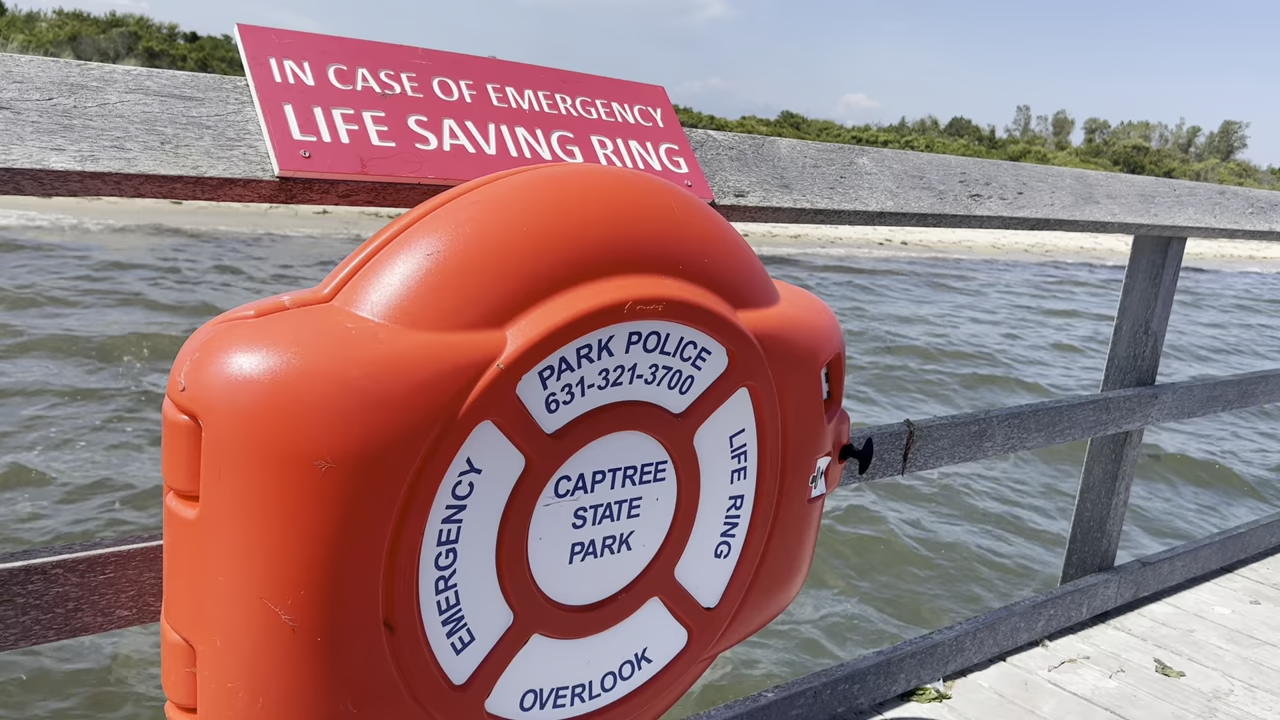 IN CASE OF EMERGENCY
LIFE SAVING RING
PARK POLICE
631-321-3700
EMERGENCY
CAPTREE
STATE
PARK
LIFE RING
OVERLOOK